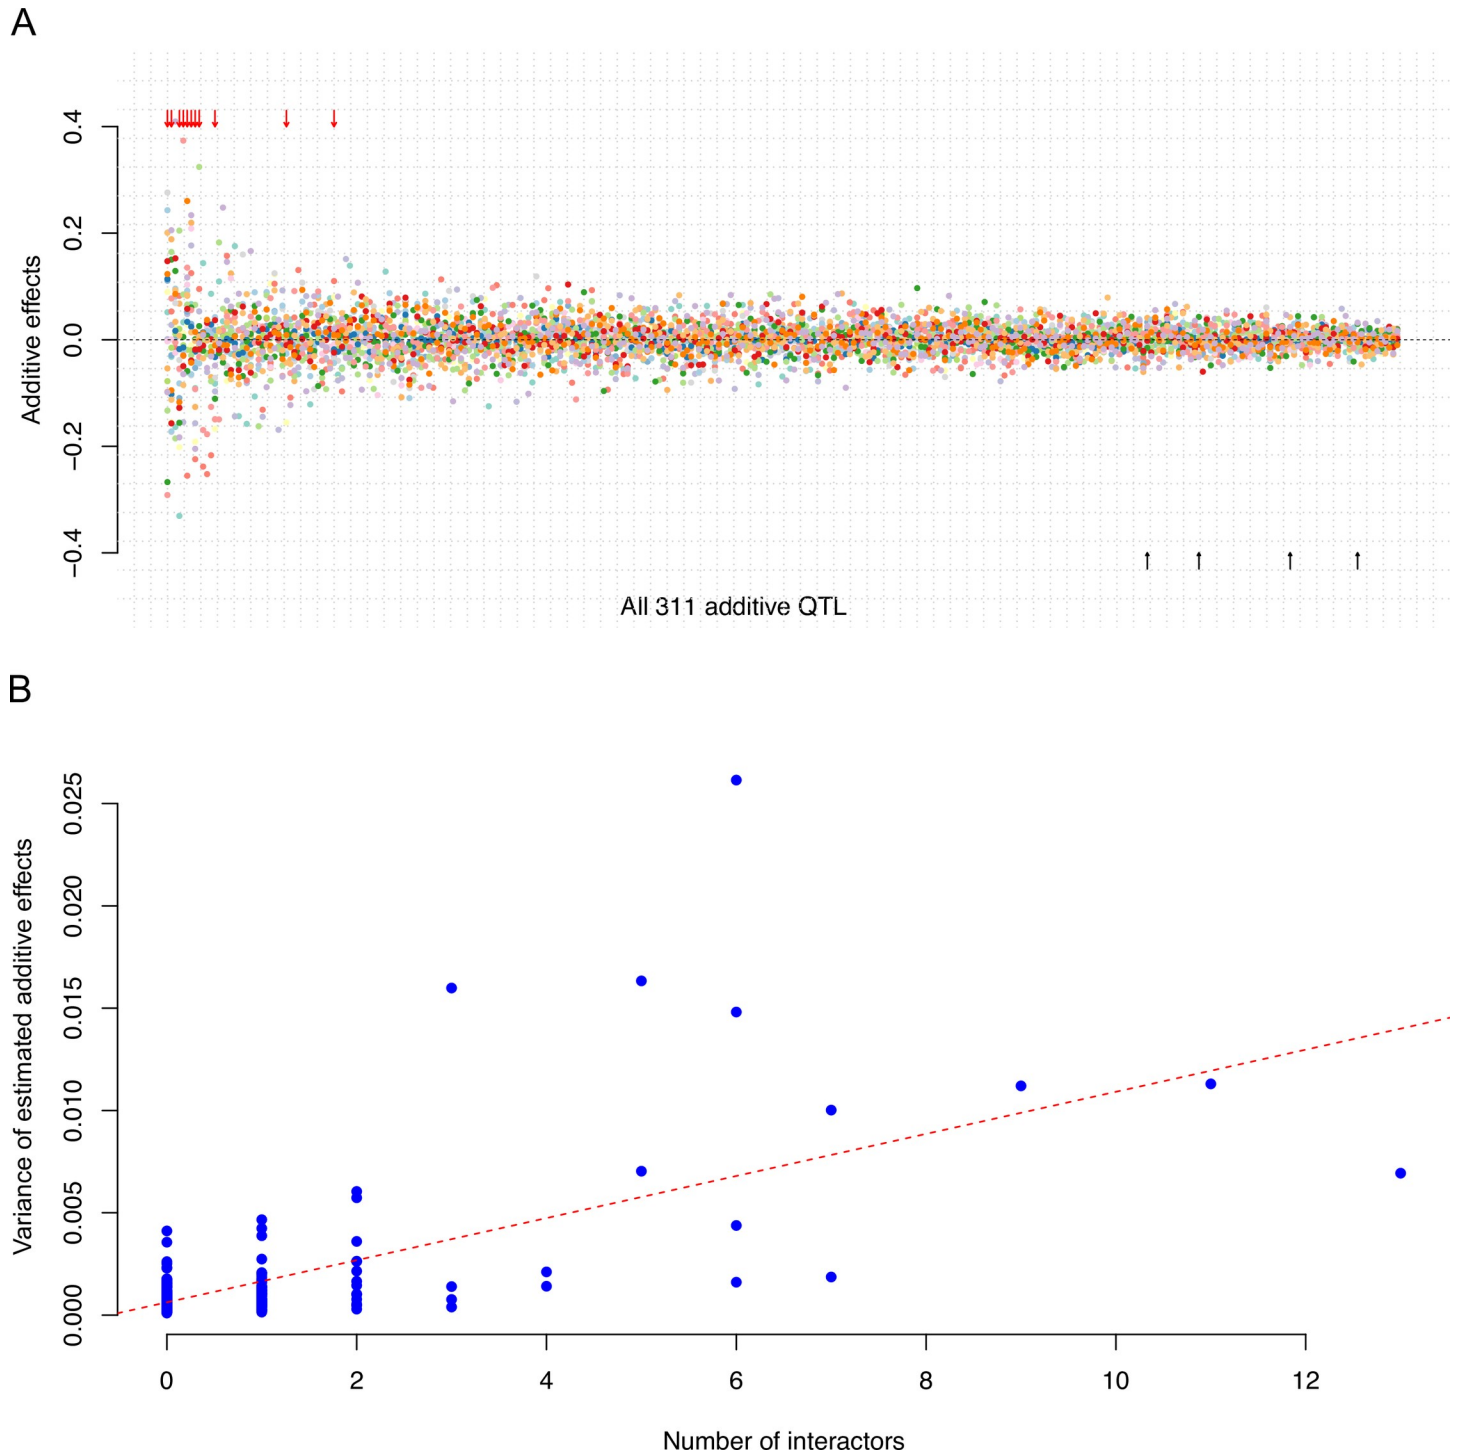 A
Additive effects
0.4
0.2
0.0
−0.2
−0.4
All 311 additive QTL
B
Variance of estimated additive effects
0.025
0.020
0.015
0.010
0.005
0.000
0 2 4 6 8 10 12
Number of interactors